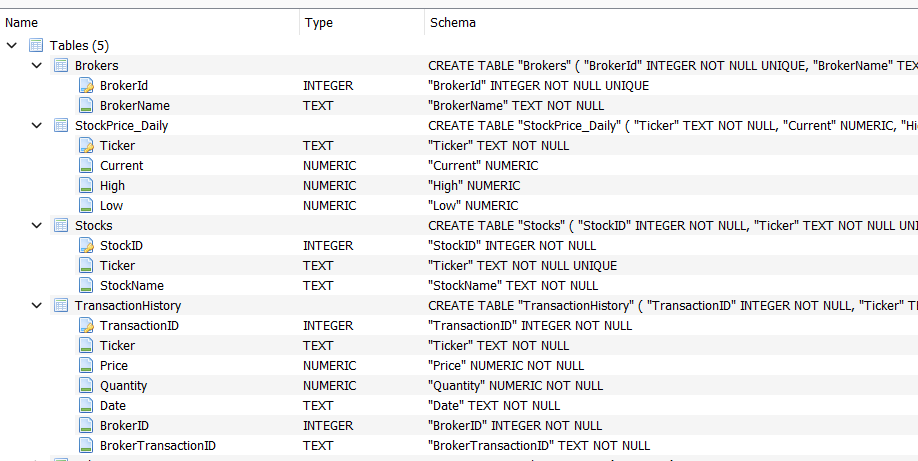 Name Type Schema
Tables (5)
Brokers CREATE TABLE "Brokers" ( "BrokerId" INTEGER NOT NULL UNIQUE, "BrokerName" TEX
BrokerId INTEGER "BrokerId" INTEGER NOT NULL UNIQUE
BrokerName TEXT "BrokerName" TEXT NOT NULL
StockPrice_Daily CREATE TABLE "StockPrice_Daily" ( "Ticker" TEXT NOT NULL, "Current" NUMERIC, "Hi
Ticker TEXT "Ticker" TEXT NOT NULL
Current NUMERIC "Current" NUMERIC
High NUMERIC "High" NUMERIC
Low NUMERIC "Low" NUMERIC
Stocks CREATE TABLE "Stocks" ( "StockID" INTEGER NOT NULL, "Ticker" TEXT NOT NULL UNI
StockID INTEGER "StockID" INTEGER NOT NULL
Ticker TEXT "Ticker" TEXT NOT NULL UNIQUE
StockName TEXT "StockName" TEXT NOT NULL
TransactionHistory CREATE TABLE "TransactionHistory" ( "TransactionID" INTEGER NOT NULL, "Ticker" TE
TransactionID INTEGER "TransactionID" INTEGER NOT NULL
Ticker TEXT "Ticker" TEXT NOT NULL
Price NUMERIC "Price" NUMERIC NOT NULL
Quantity NUMERIC "Quantity" NUMERIC NOT NULL
Date TEXT "Date" TEXT NOT NULL
BrokerID INTEGER "BrokerID" INTEGER NOT NULL
BrokerTransactionID TEXT "BrokerTransactionID" TEXT NOT NULL